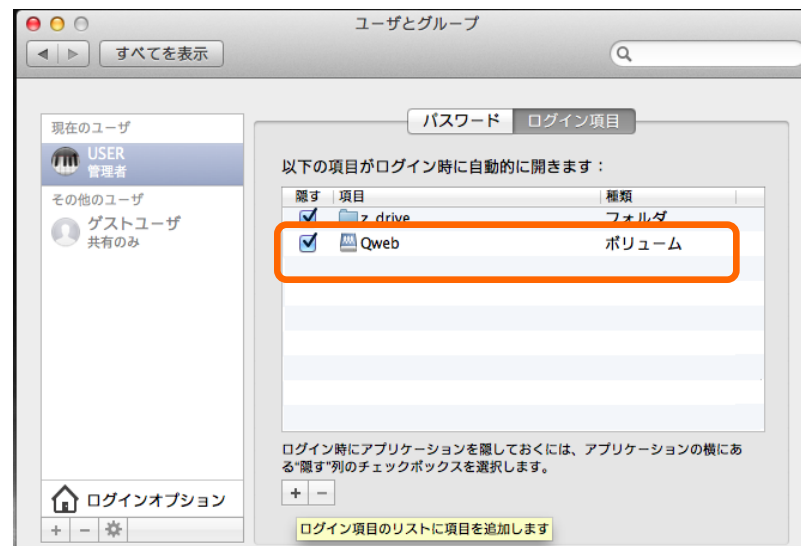 ユーザとグループ
すべてを表示
現在のユーザ
USER
管理者
その他のユーザ
ゲストユーザ
共有のみ
ログインオプション
パスワード ログイン項目
以下の項目がログイン時に自動的に開きます：
隠す 項目 種類
z_drive フォルダ
Qweb ボリューム
ログイン時にアプリケーションを隠しておくには、アプリケーションの横にあ
る“隠す”列のチェックボックスを選択します。
ログイン項目のリストに項目を追加します